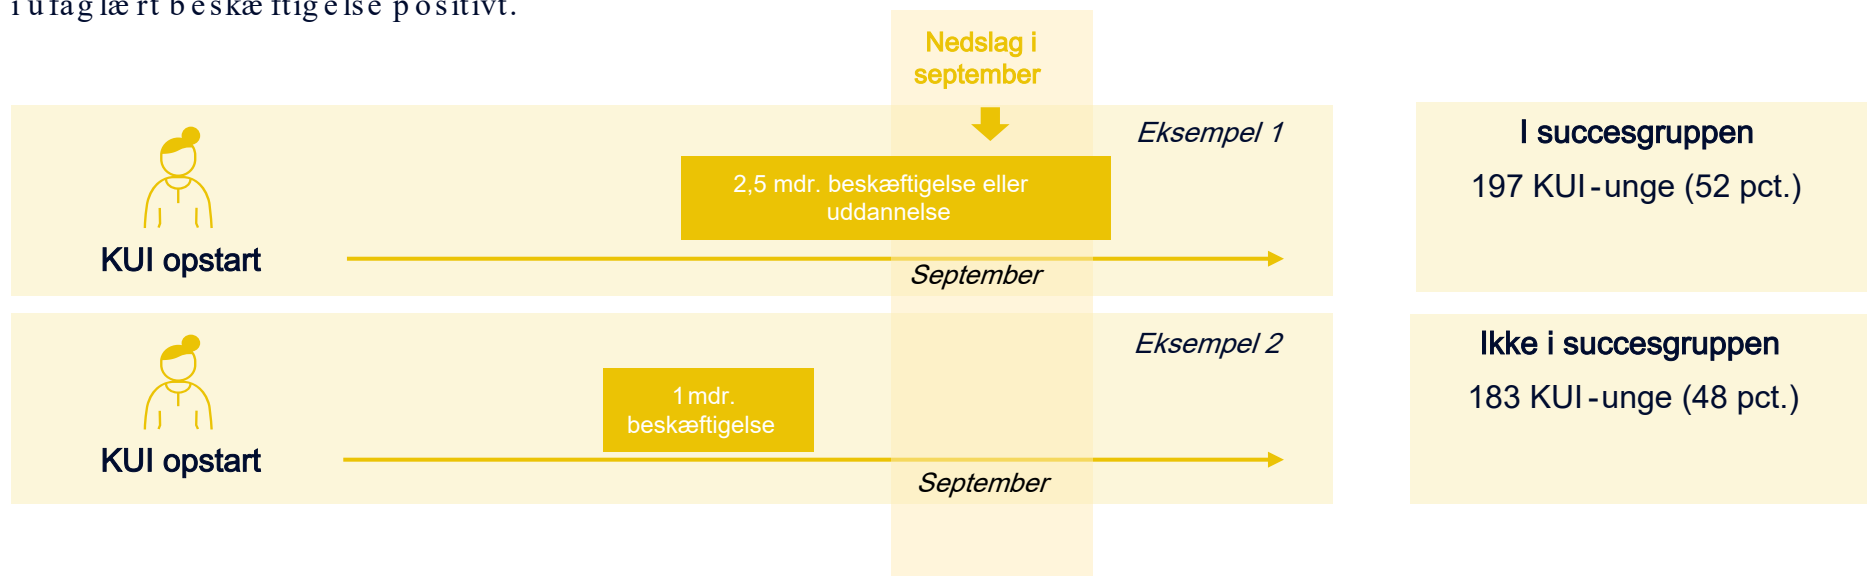 i ufaglært beskæftigelse positivt.
Nedslag i
september
Eksempel 1
2,5 mdr. beskæftigelse eller
uddannelse
KUI opstart
September
I succesgruppen
197 KUI-unge (52 pct.)
Eksempel 2
1 mdr.
beskæftigelse
KUI opstart
September
Ikke i succesgruppen
183 KUI-unge (48 pct.)